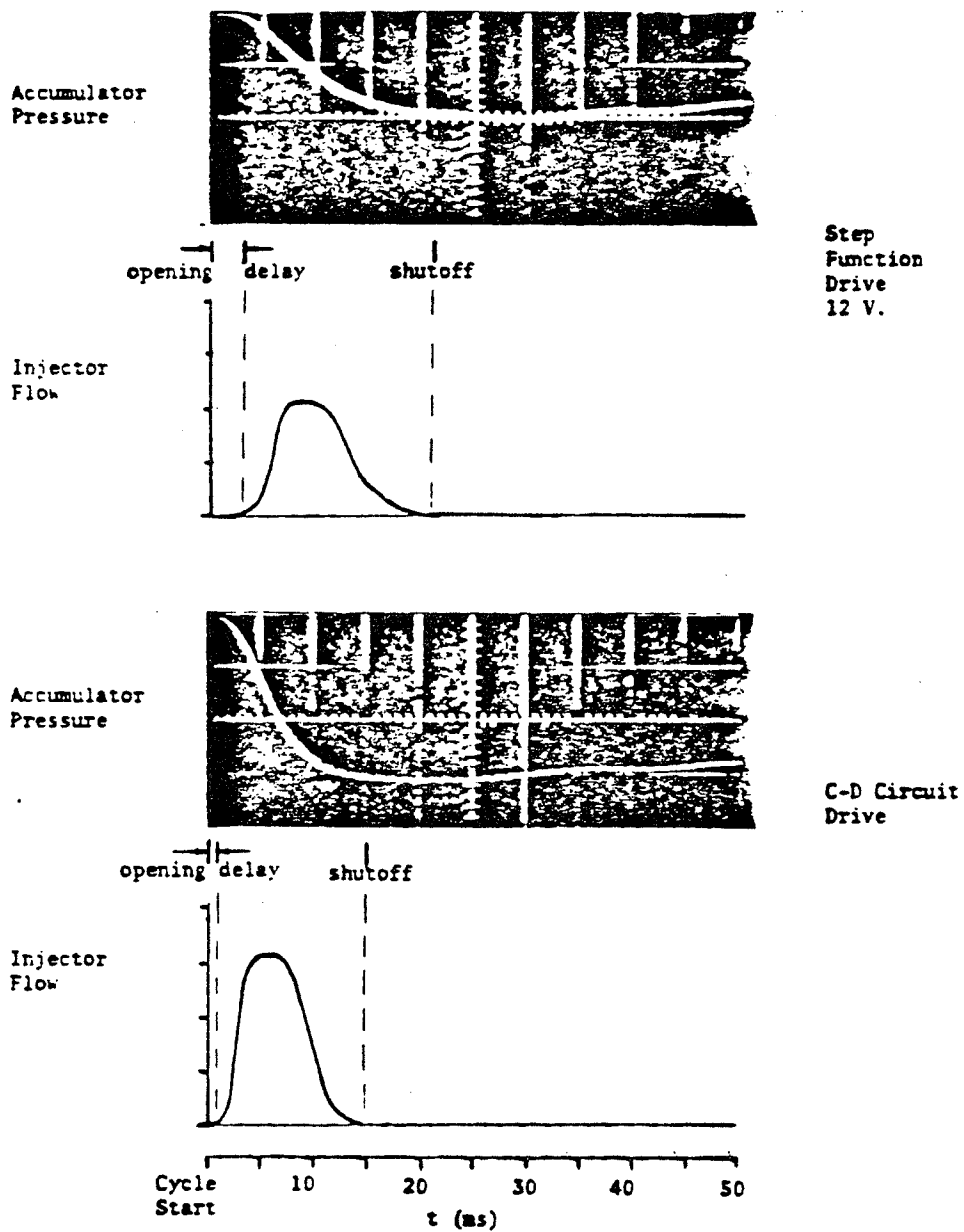 Accumulator
Pressure
Step
Function
Drive
12 V.
opening delay
shutoff
Injector
Flow
Accumulator
Pressure
C-D Circuit
Drive
opening delay
shutoff
Injector
Flow
Cycle
Start
10
20
30
40
50
t (ms)